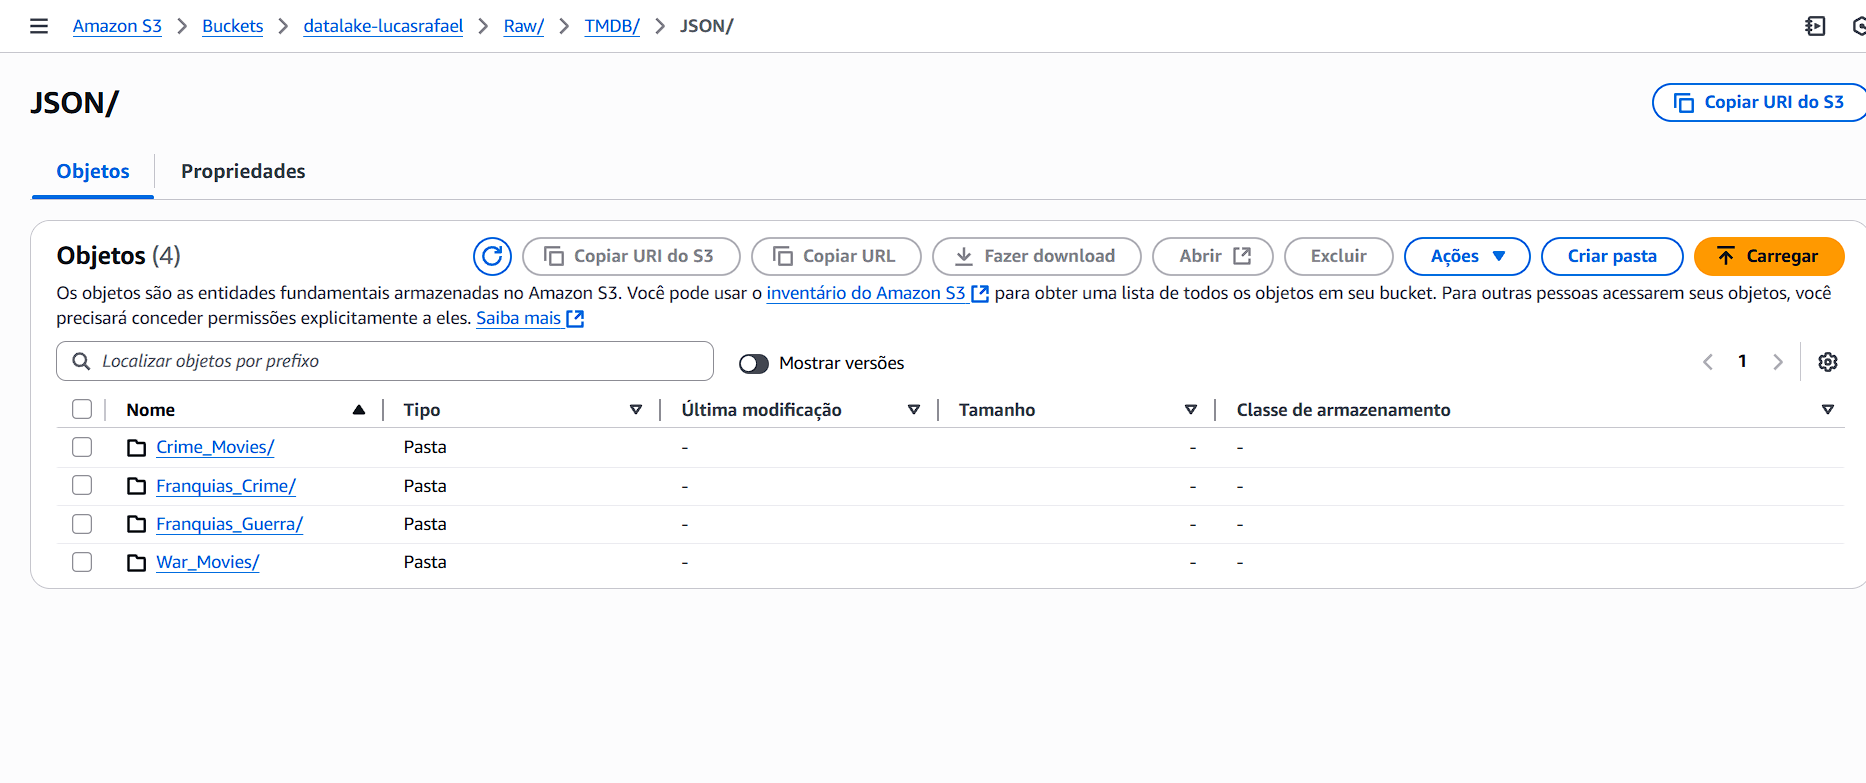 Amazon S3 > Buckets > datalake-lucasrafael > Raw/ > TMDB/ > JSON/
JSON/
Copiar URI do S3
Objetos
Propriedades
Objetos (4)
Copiar URI do S3
Copiar URL
Fazer download
Abrir
Excluir
Ações
Criar pasta
Carregar
Os objetos são as entidades fundamentais armazenadas no Amazon S3. Você pode usar o inventário do Amazon S3 para obter uma lista de todos os objetos em seu bucket. Para outras pessoas acessarem seus objetos, você
precisará conceder permissões explicitamente a eles. Saiba mais
Localizar objetos por prefixo
Mostrar versões
< 1 >
Nome Tipo Última modificação Tamanho Classe de armazenamento
Crime_Movies/ Pasta - - -
Franquias_Crime/ Pasta - - -
Franquias_Guerra/ Pasta - - -
War_Movies/ Pasta - - -